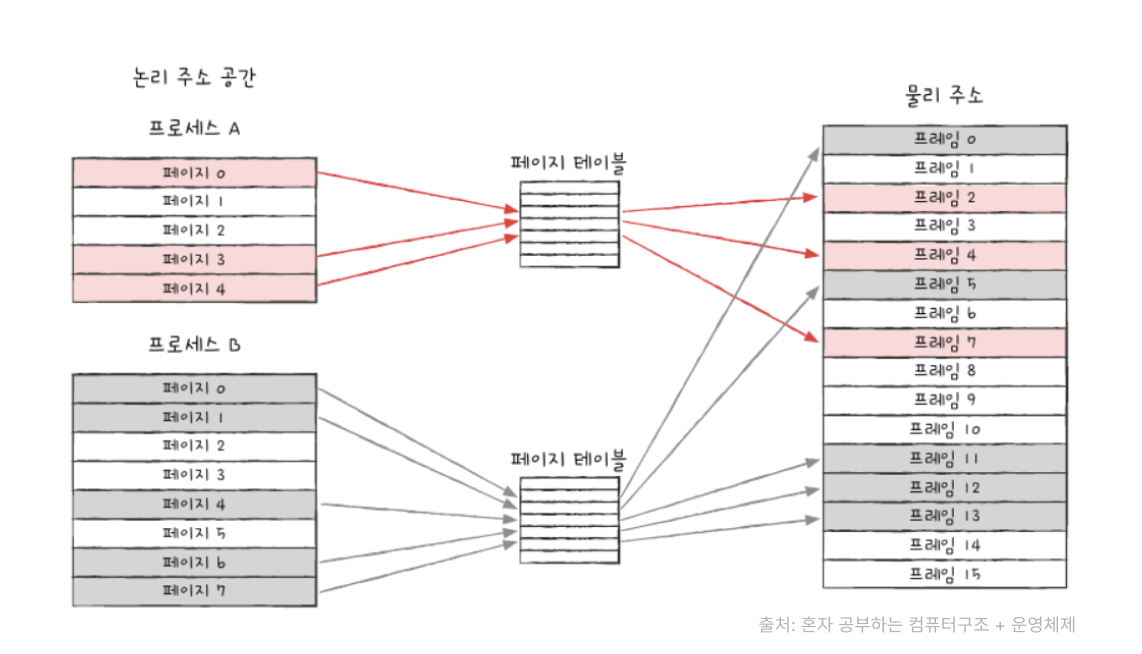 논리 주소 공간
프로세스 A
페이지 0
페이지 1
페이지 2
페이지 3
페이지 4
프로세스 B
페이지 0
페이지 1
페이지 2
페이지 3
페이지 4
페이지 5
페이지 6
페이지 7
페이지 테이블
페이지 테이블
물리 주소
프레임 0
프레임 1
프레임 2
프레임 3
프레임 4
프레임 5
프레임 6
프레임 7
프레임 8
프레임 9
프레임 10
프레임 11
프레임 12
프레임 13
프레임 14
프레임 15
출처: 혼자 공부하는 컴퓨터구조 + 운영체제